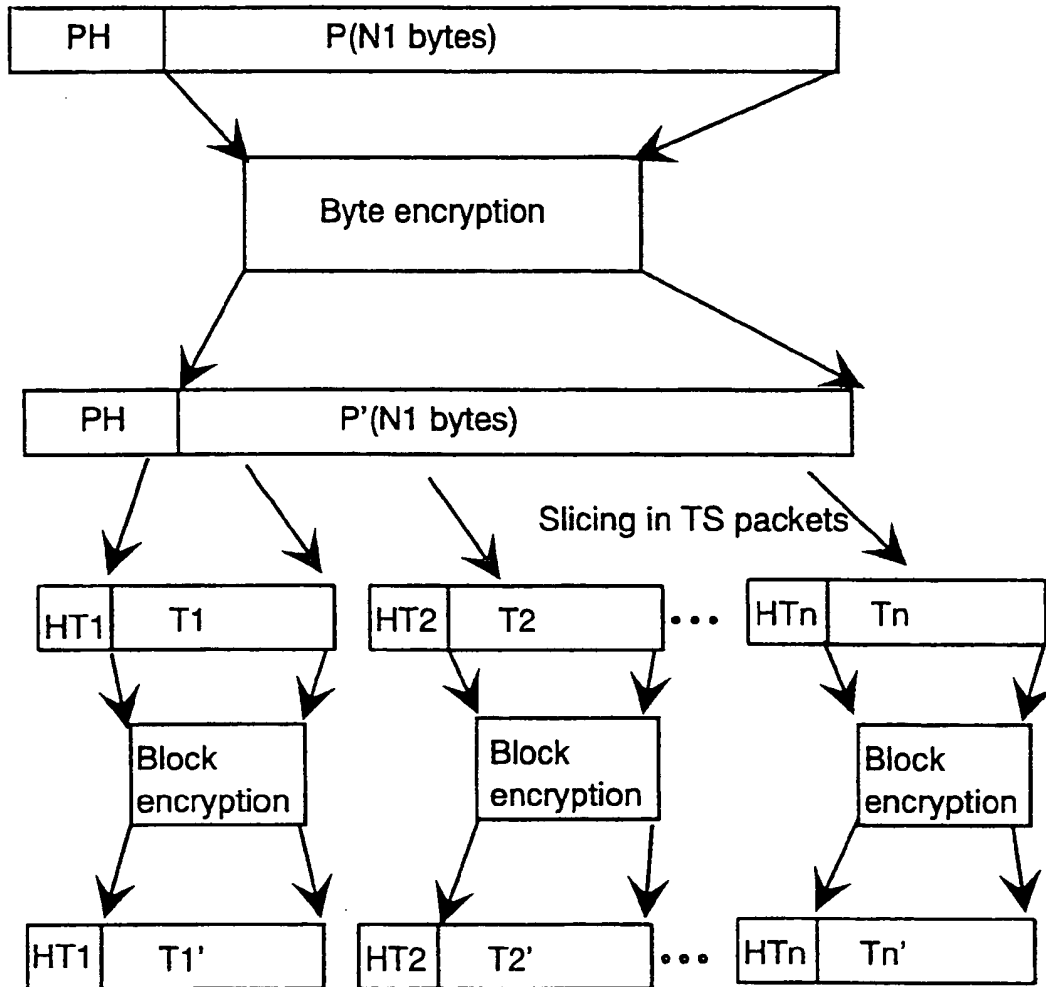 PH P(N1 bytes)
Byte encryption
PH P'(N1 bytes)
Slicing in TS packets
HT1 T1 HT2 T2 ... HTn Tn
Block
encryption
Block
encryption
Block
encryption
HT1 T1' HT2 T2' ... HTn Tn'